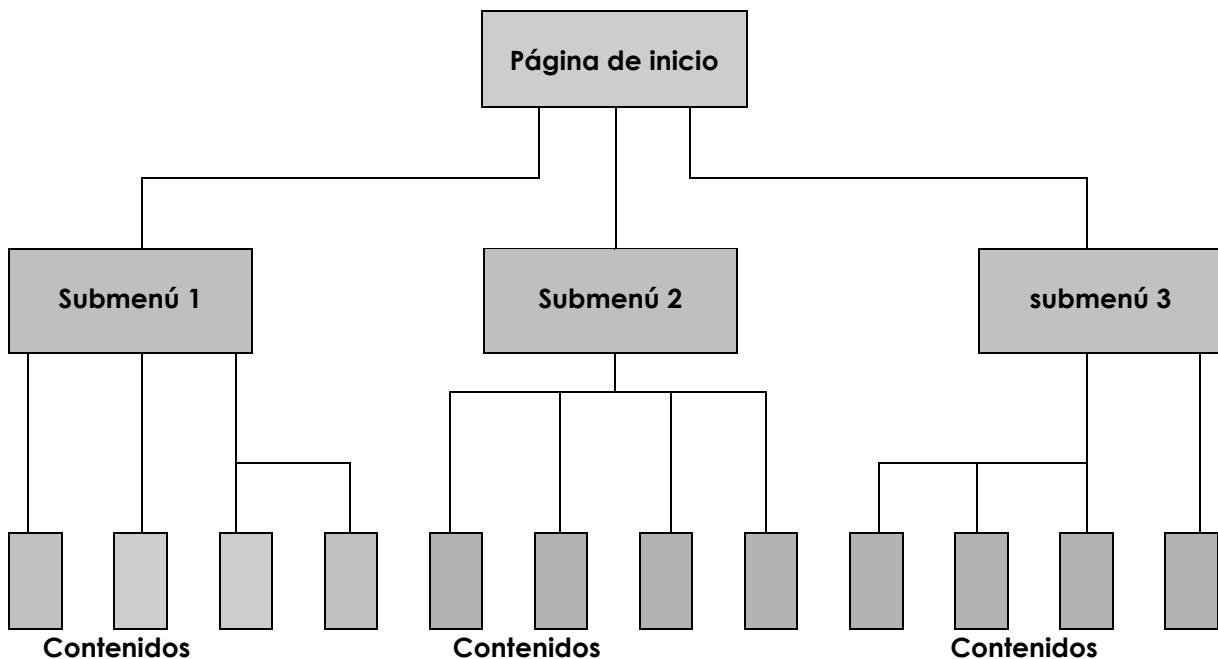 Página de inicio
Submenú 1
Submenú 2
submenú 3
Contenidos
Contenidos
Contenidos